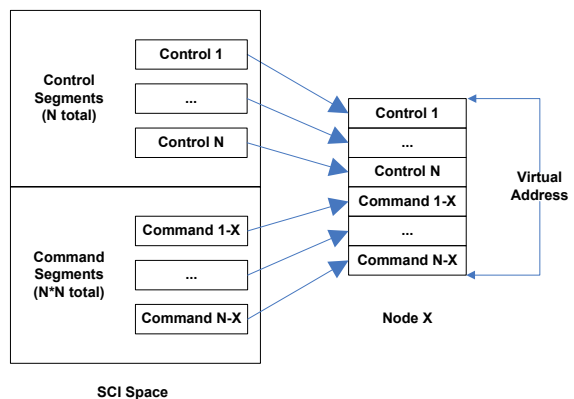 Control
Segments
(N total)
Control 1
...
Control N
Command
Segments
(N*N total)
Command 1-X
...
Command N-X
SCI Space
Control 1
...
Control N
Command 1-X
...
Command N-X
Node X
Virtual
Address